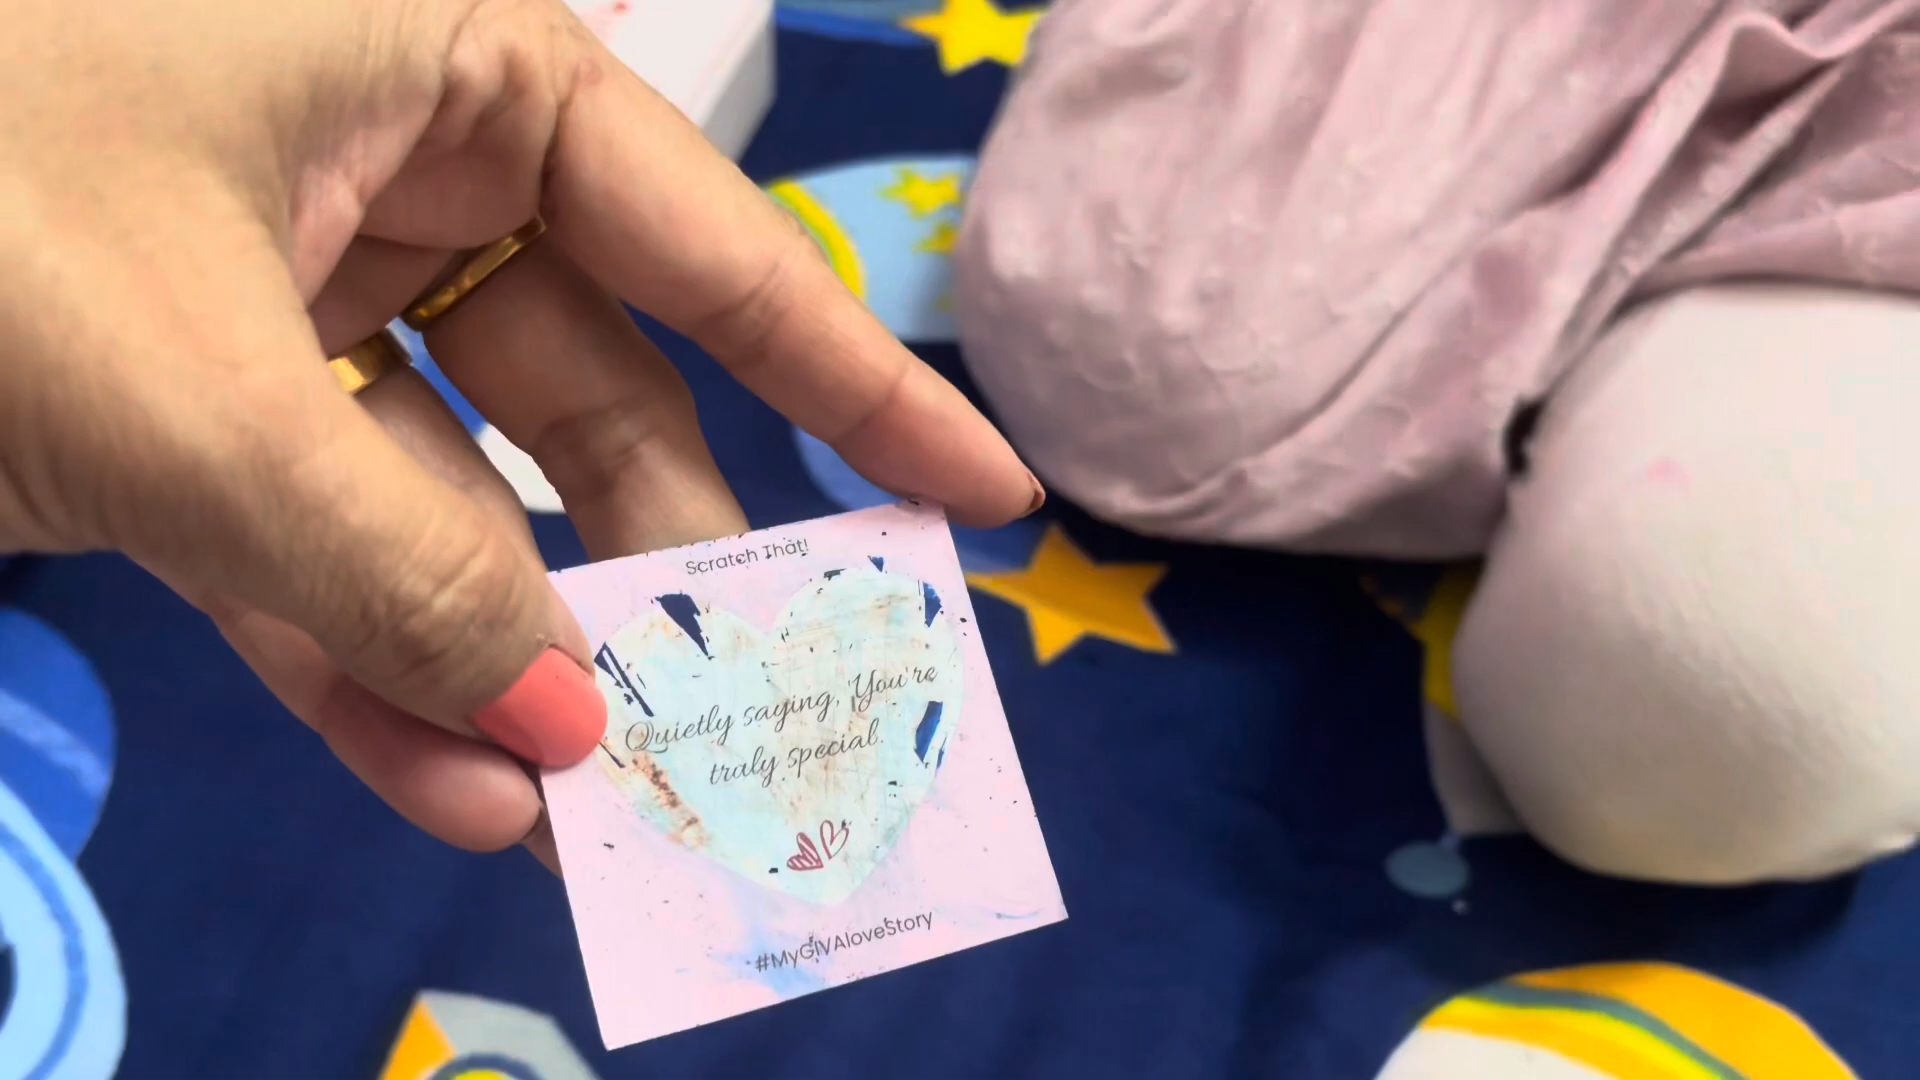 Scratch That!
Quietly saying, 'You're
truly special.
#MyGIVAloveStory